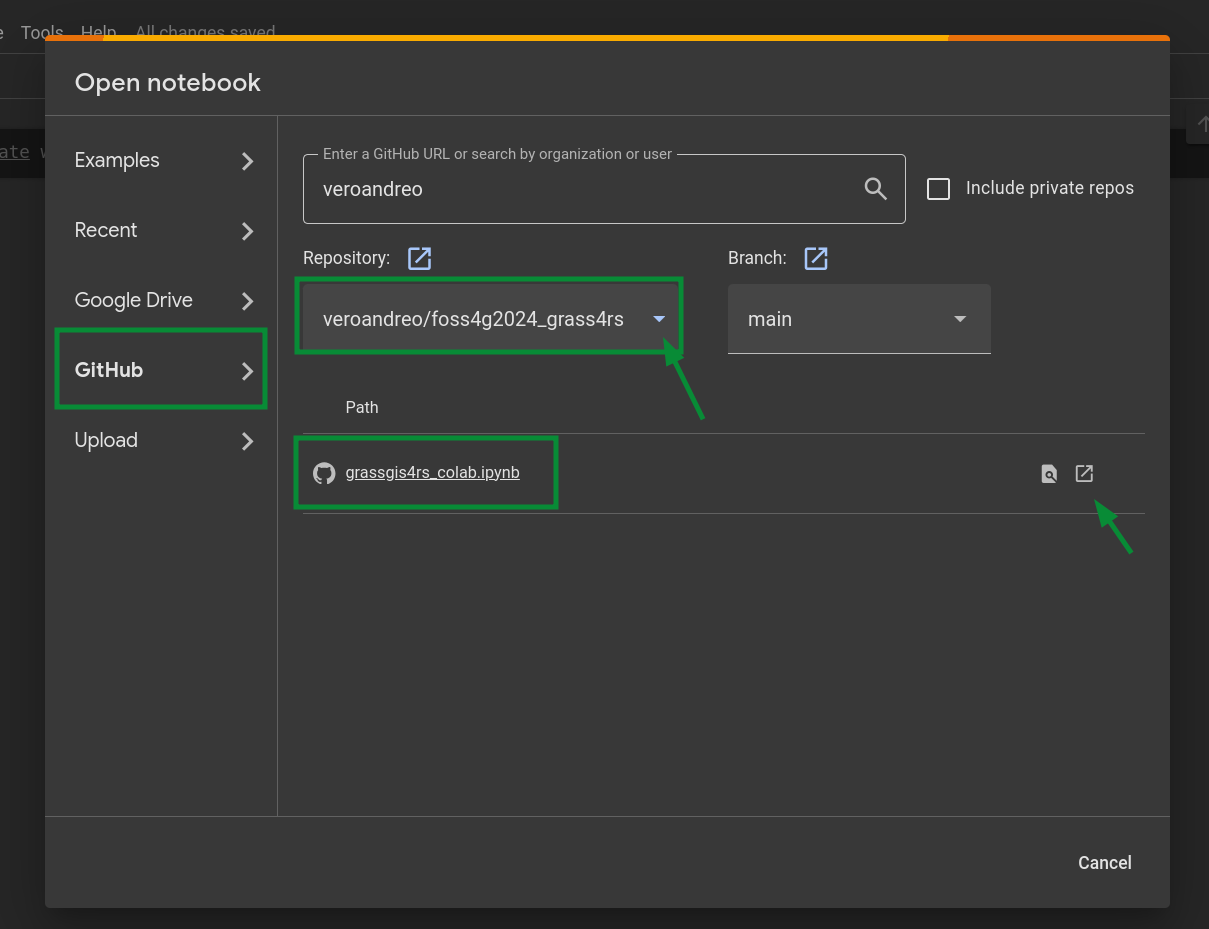 Tools Help All changes saved
Open notebook
Examples
Recent
Google Drive
GitHub
Upload
Enter a GitHub URL or search by organization or user
veroandreo
Include private repos
Repository:
Branch:
veroandreo/foss4g2024_grass4rs
main
Path
grassgis4rs_colab.ipynb
Cancel